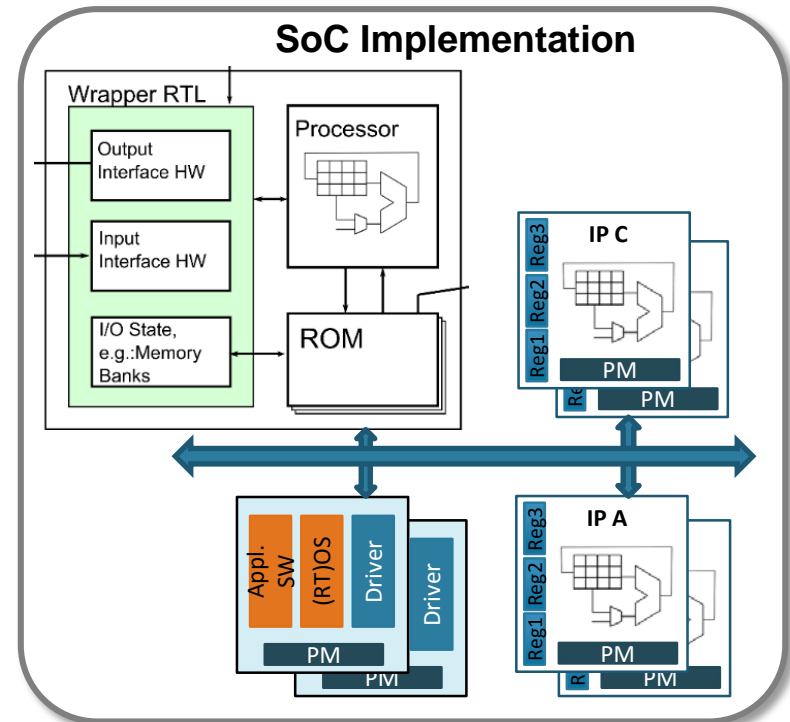 SoC Implementation
Wrapper RTL
Output
Interface HW
Input
Interface HW
I/O State,
e.g.:Memory
Banks
Processor
ROM
IP C
Reg3
Reg2
Reg1
PM
Re
PM
Appl.
SW
(RT)OS
Driver
Driver
PM
PM
IP A
Reg3
Reg2
Reg1
PM
R
PM